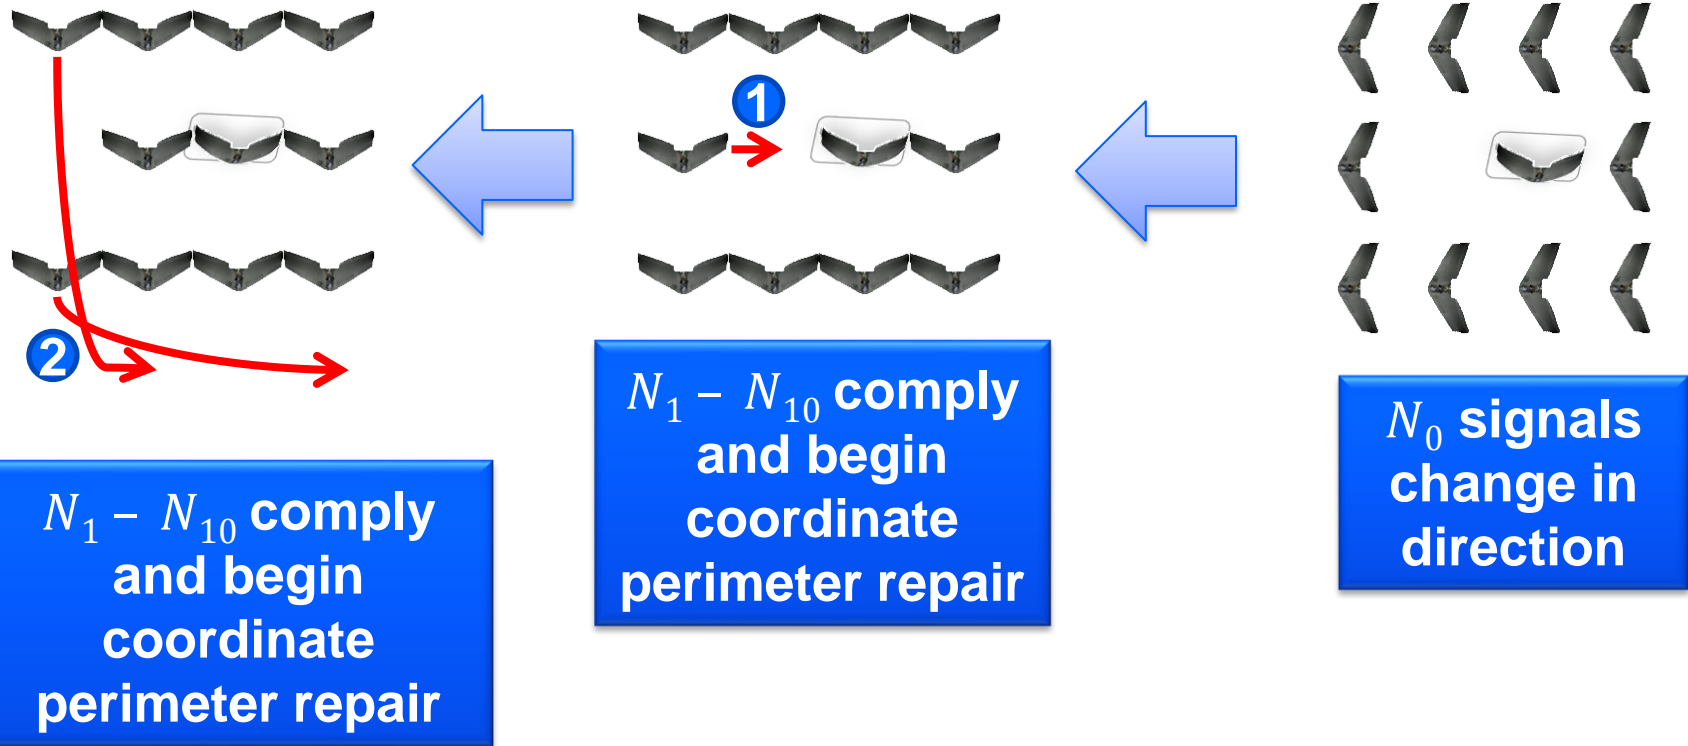 1
2
N₁ – N₁₀ comply
and begin
coordinate
perimeter repair
N₁ – N₁₀ comply
and begin
coordinate
perimeter repair
N₀ signals
change in
direction